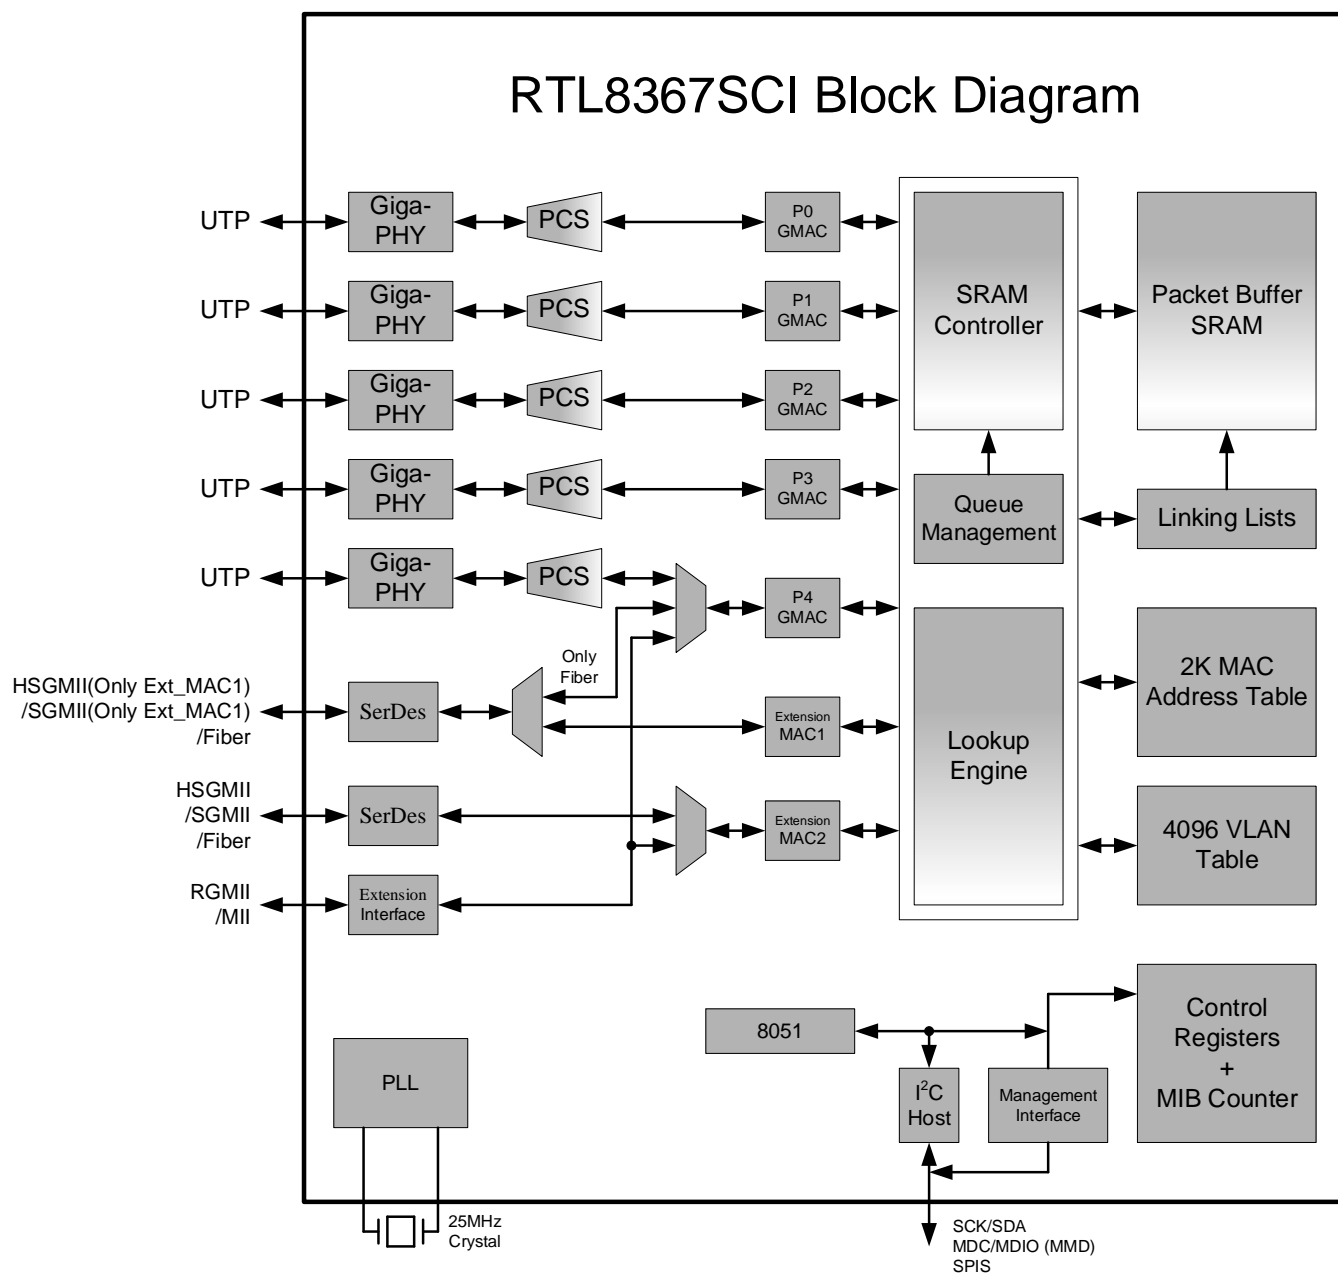 RTL8367SCI Block Diagram
UTP
Giga-
PHY
PCS
P0
GMAC
UTP
Giga-
PHY
PCS
P1
GMAC
UTP
Giga-
PHY
PCS
P2
GMAC
UTP
Giga-
PHY
PCS
P3
GMAC
UTP
Giga-
PHY
PCS
P4
GMAC
SRAM
Controller
Packet Buffer
SRAM
Queue
Management
Linking Lists
Only
Fiber
HSGMII(Only Ext_MAC1)
/SGMII(Only Ext_MAC1)
/Fiber
SerDes
Extension
MAC1
Lookup
Engine
2K MAC
Address Table
HSGMII
/SGMII
/Fiber
SerDes
Extension
MAC2
4096 VLAN
Table
RGMII
/MII
Extension
Interface
8051
Control
Registers
+
MIB Counter
PLL
I²C
Host
Management
Interface
25MHz
Crystal
SCK/SDA
MDC/MDIO (MMD)
SPIS